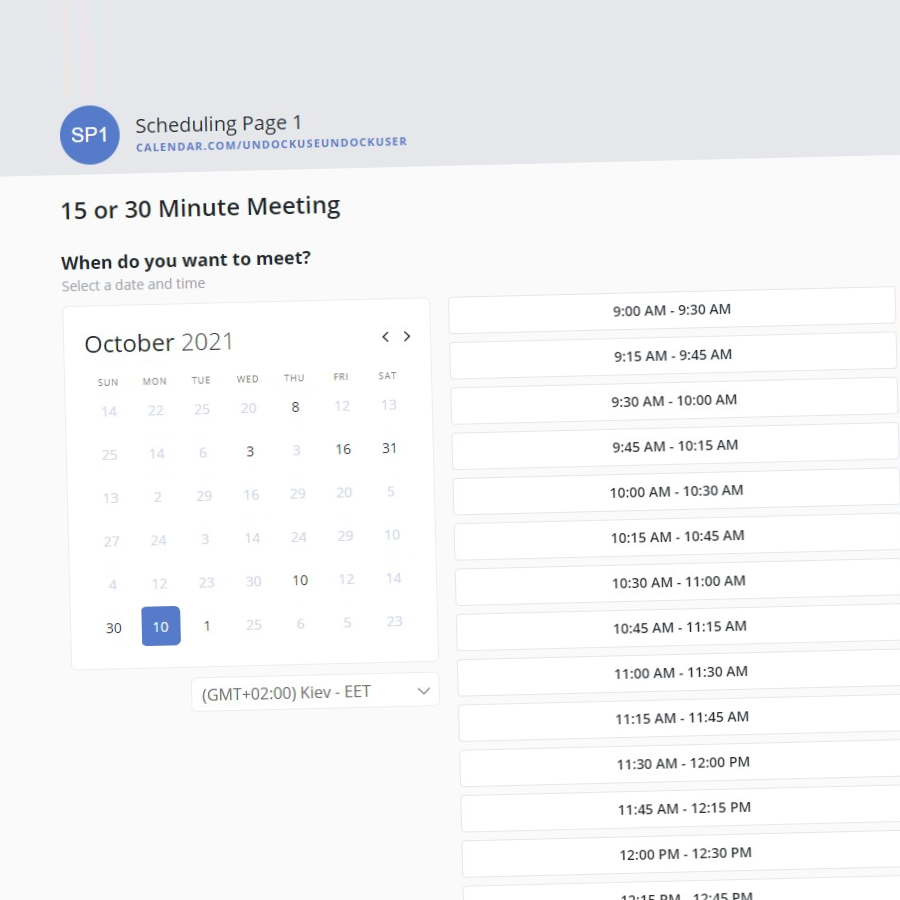 SP1
Scheduling Page 1
CALENDAR.COM/UNDOCKUSEUNDOCKUSER
15 or 30 Minute Meeting
When do you want to meet?
Select a date and time
October 2021
SUN MON TUE WED THU FRI SAT
14 22 25 20 8 12 13
25 14 6 3 3 16 31
13 2 29 16 29 20 5
27 24 3 14 24 29 10
4 12 23 30 10 12 14
30 10 1 25 6 5 23
(GMT+02:00) Kiev - EET
9:00 AM - 9:30 AM
9:15 AM - 9:45 AM
9:30 AM - 10:00 AM
9:45 AM - 10:15 AM
10:00 AM - 10:30 AM
10:15 AM - 10:45 AM
10:30 AM - 11:00 AM
10:45 AM - 11:15 AM
11:00 AM - 11:30 AM
11:15 AM - 11:45 AM
11:30 AM - 12:00 PM
11:45 AM - 12:15 PM
12:00 PM - 12:30 PM
12:15 PM - 12:45 PM